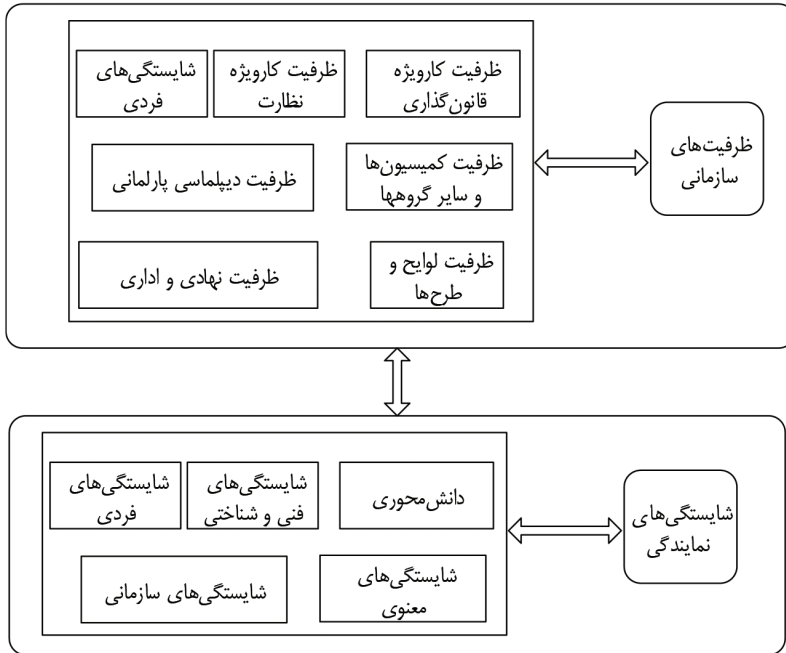 ظرفیت کارویژه
قانون‌گذاری
ظرفیت کارویژه
نظارت
شایستگی‌های
فردی
ظرفیت‌های
سازمانی
ظرفیت کمیسیون‌ها
و سایر گروهها
ظرفیت دیپلماسی پارلمانی
ظرفیت لوایح و
طرح‌ها
ظرفیت نهادی و اداری
دانش‌محوری
شایستگی‌های
فنی و شناختی
شایستگی‌های
فردی
شایستگی‌های
نمایندگی
شایستگی‌های
معنوی
شایستگی‌های سازمانی